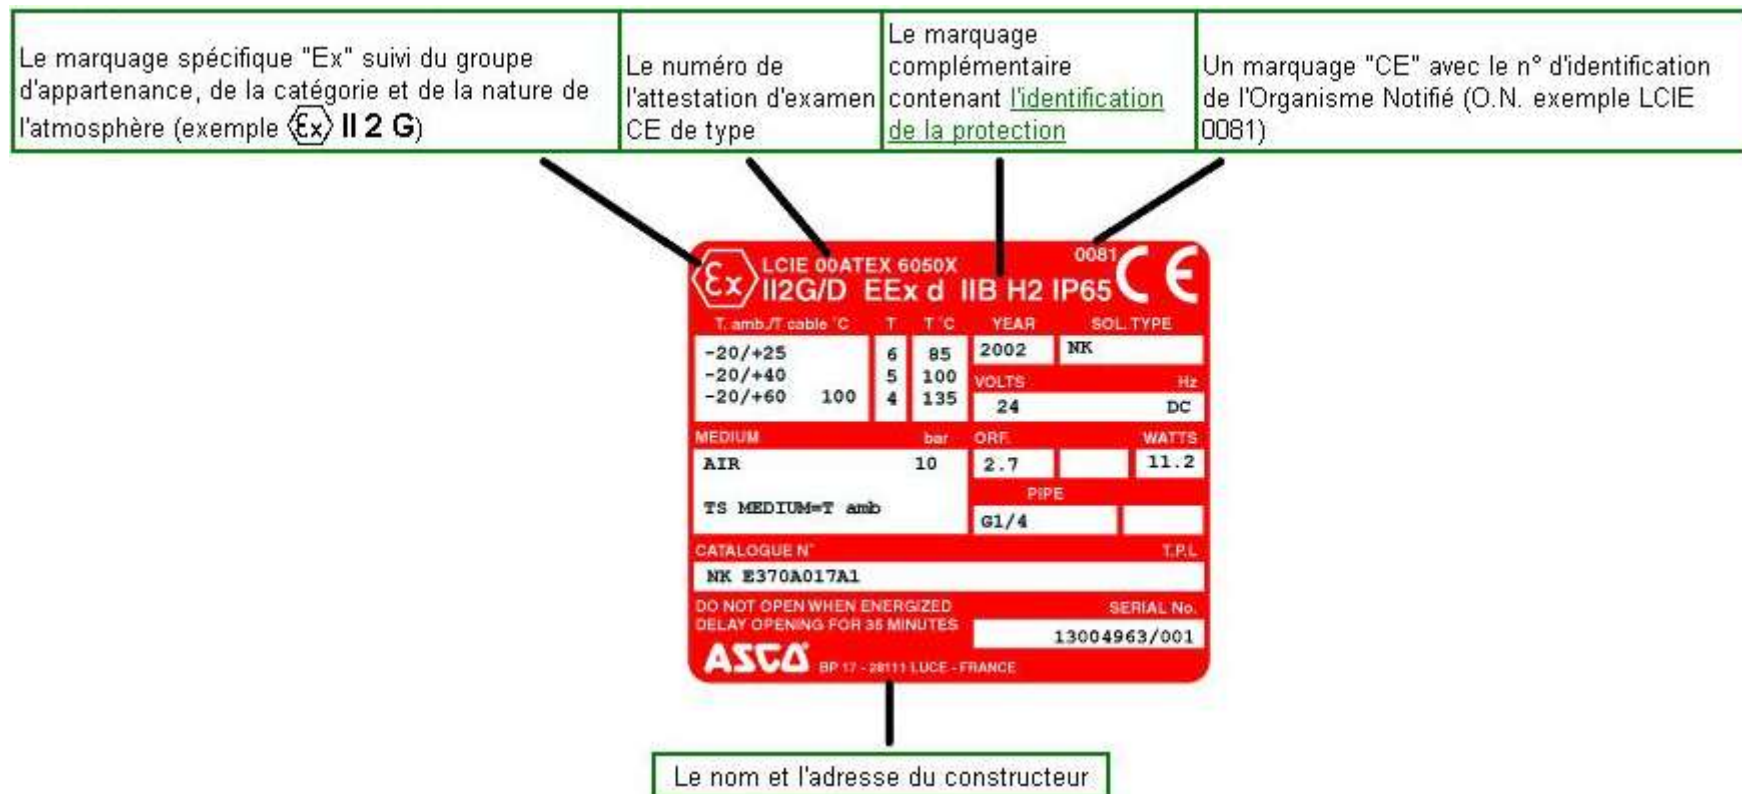 Le marquage spécifique "Ex" suivi du groupe
d'appartenance, de la catégorie et de la nature de
l'atmosphère (exemple Ex II 2 G)
Le numéro de
l'attestation d'examen
CE de type
Le marquage
complémentaire
contenant l'identification
de la protection
Un marquage "CE" avec le n° d'identification
de l'Organisme Notifié (O.N. exemple LCIE
0081)
Ex
LCIE 00ATEX 6050X
0081 CE
II2G/D EEx d IIB H2 IP65
T. amb./T cable °C T T °C YEAR SOL. TYPE
-20/+25 6 85 2002 NK
-20/+40 5 100
VOLTS Hz
-20/+60 100 4 135
24 DC
MEDIUM bar ORF. WATTS
AIR 10 2.7 11.2
PIPE
TS MEDIUM=T amb
G1/4
CATALOGUE N° T.P.L
NK E370A017A1
DO NOT OPEN WHEN ENERGIZED SERIAL No.
DELAY OPENING FOR 35 MINUTES
13004963/001
ASCO BP 17 - 28111 LUCE - FRANCE
Le nom et l'adresse du constructeur